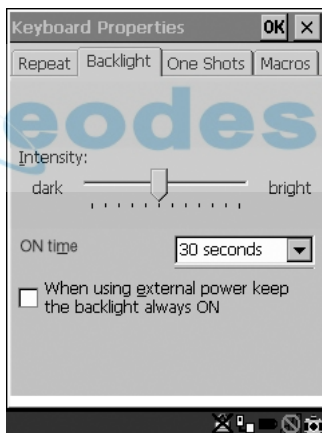 Keyboard Properties OK ×
Repeat Backlight One Shots Macros
eodes
Intensity:
dark bright
ON time 30 seconds
When using external power keep
the backlight always ON